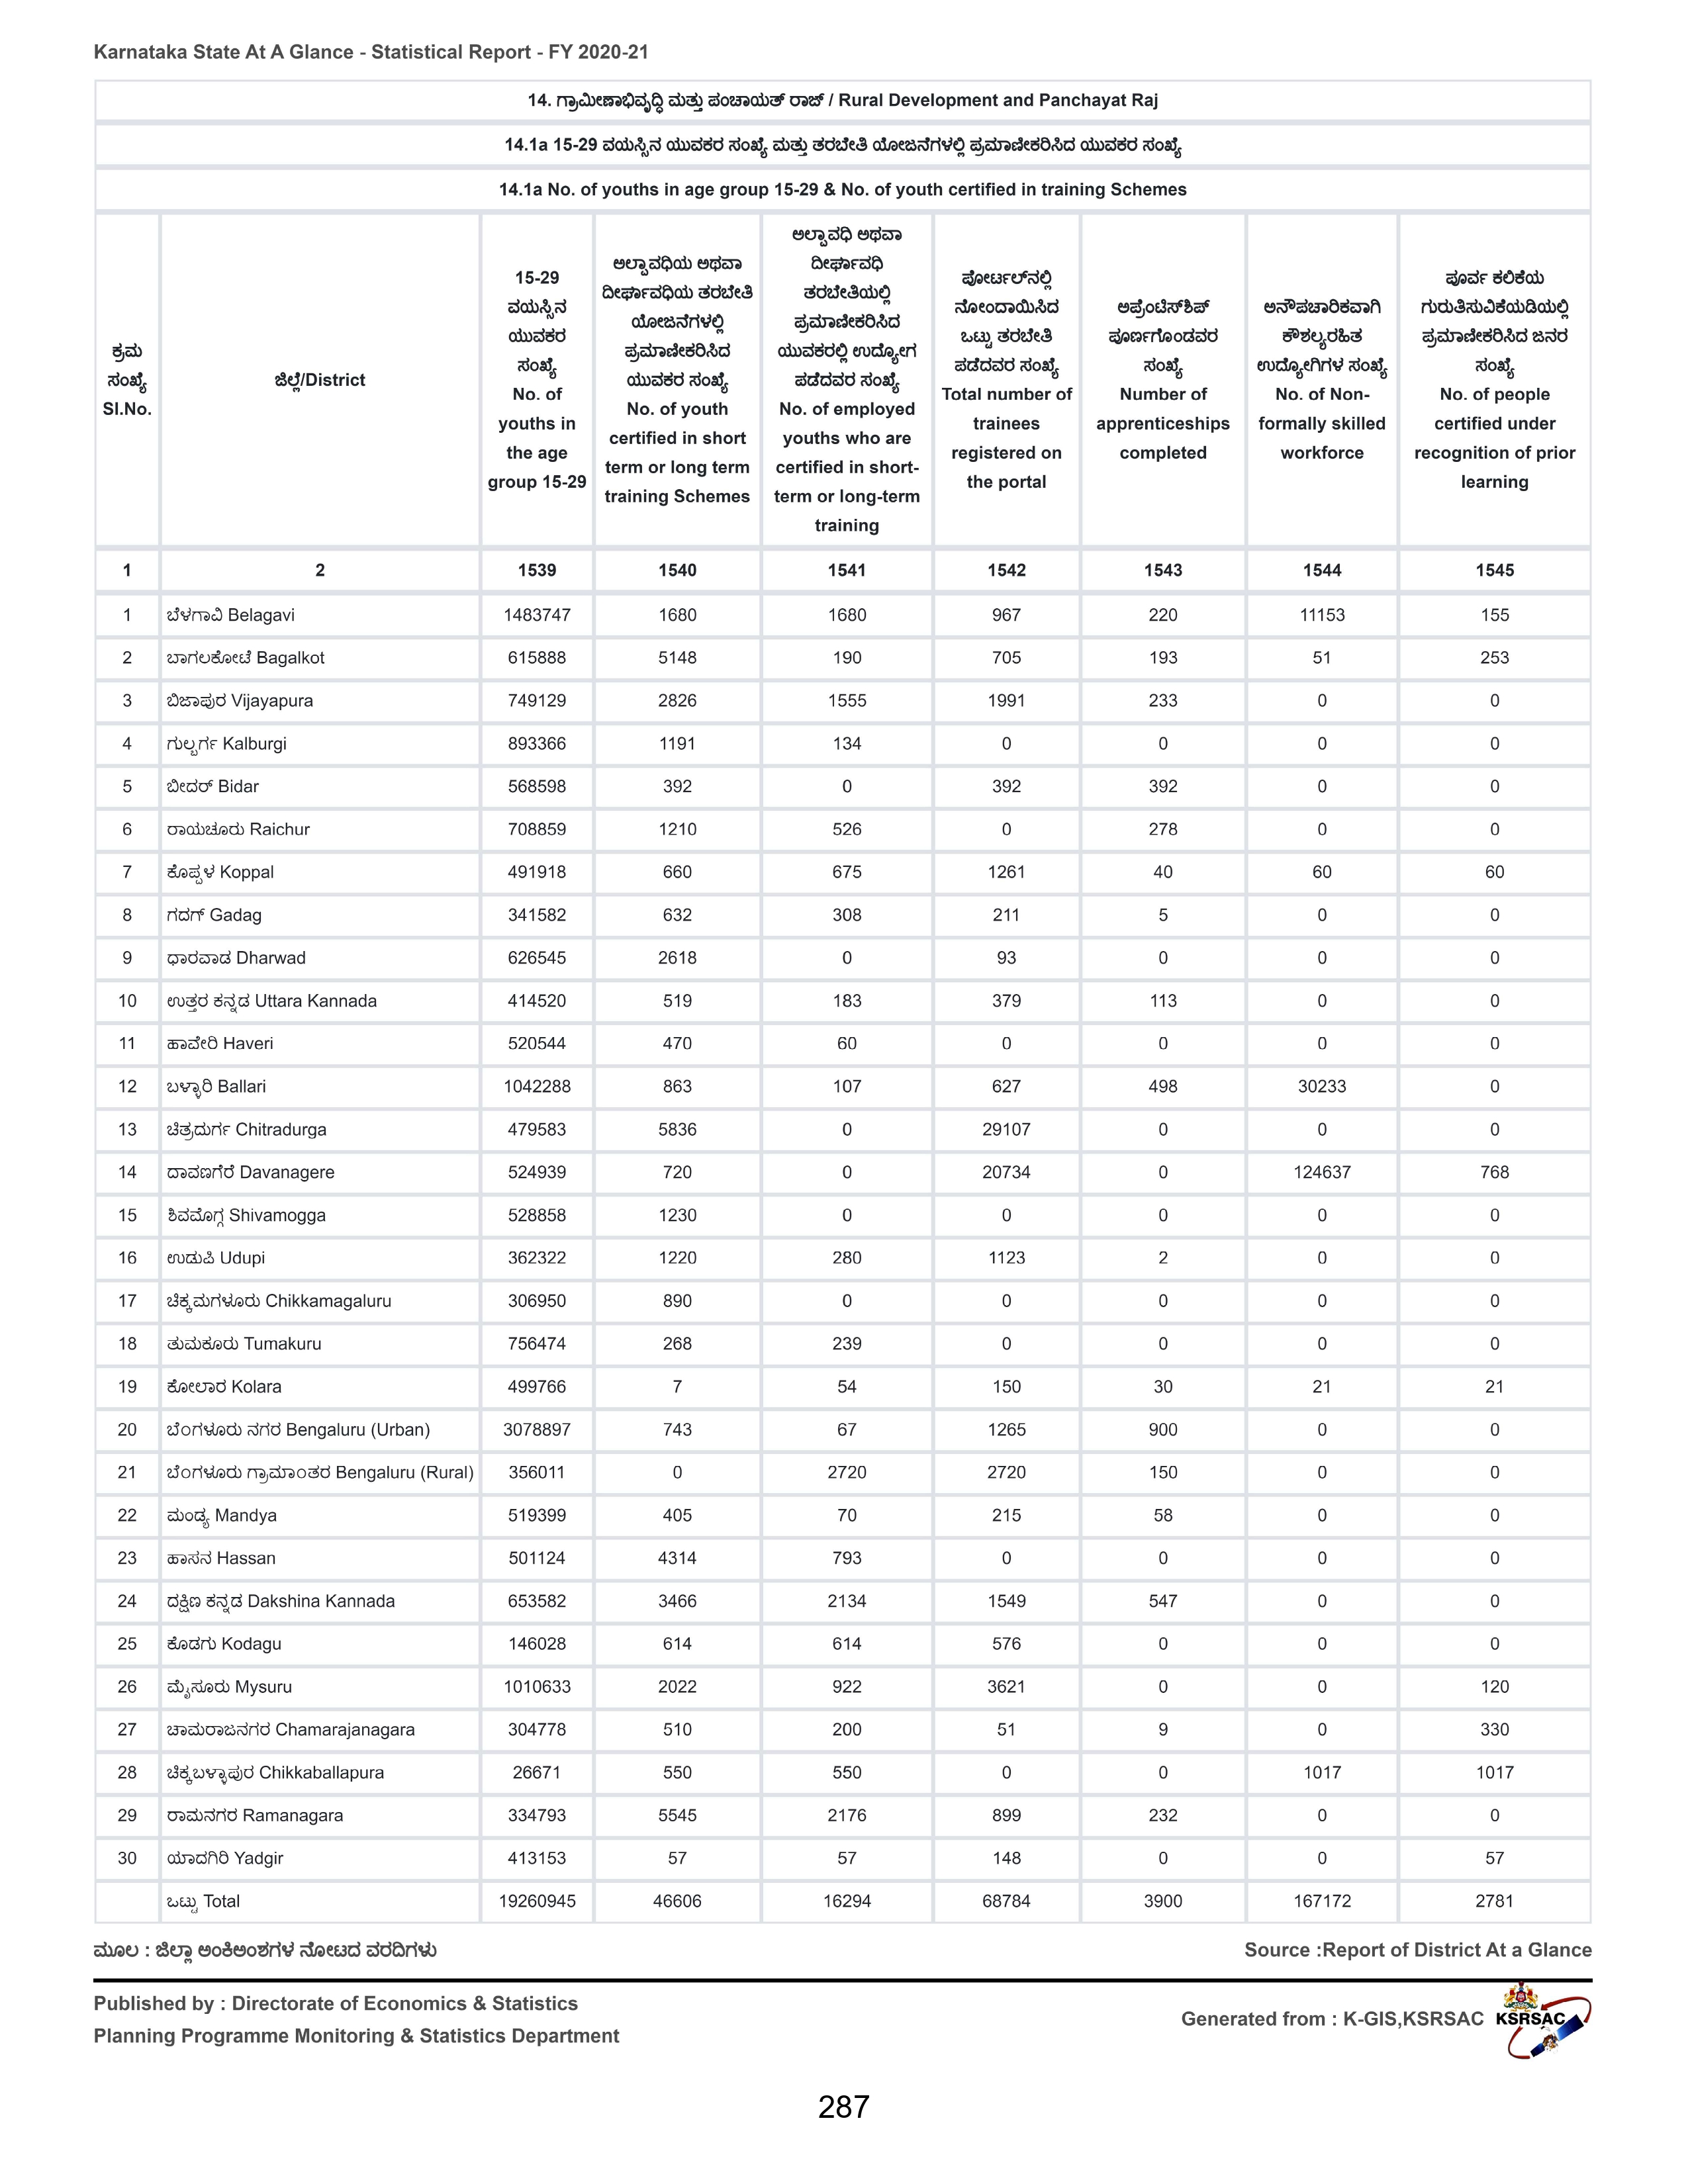 Karnataka State At A Glance - Statistical Report - FY 2020-21
14. ಗ್ರಾಮೀಣಾಭಿವೃದ್ಧಿ ಮತ್ತು ಪಂಚಾಯತ್ ರಾಜ್ / Rural Development and Panchayat Raj
14.1a 15-29 ವಯಸ್ಸಿನ ಯುವಕರ ಸಂಖ್ಯೆ ಮತ್ತು ತರಬೇತಿ ಯೋಜನೆಗಳಲ್ಲಿ ಪ್ರಮಾಣೀಕರಿಸಿದ ಯುವಕರ ಸಂಖ್ಯೆ
14.1a No. of youths in age group 15-29 & No. of youth certified in training Schemes
ಕ್ರಮ
ಸಂಖ್ಯೆ
Sl.No.
ಜಿಲ್ಲೆ/District
15-29
ವಯಸ್ಸಿನ
ಯುವಕರ
ಸಂಖ್ಯೆ
No. of
youths in
the age
group 15-29
ಅಲ್ಪಾವಧಿಯ ಅಥವಾ
ದೀರ್ಘಾವಧಿಯ ತರಬೇತಿ
ಯೋಜನೆಗಳಲ್ಲಿ
ಪ್ರಮಾಣೀಕರಿಸಿದ
ಯುವಕರ ಸಂಖ್ಯೆ
No. of youth
certified in short
term or long term
training Schemes
ಅಲ್ಪಾವಧಿ ಅಥವಾ
ದೀರ್ಘಾವಧಿ
ತರಬೇತಿಯಲ್ಲಿ
ಪ್ರಮಾಣೀಕರಿಸಿದ
ಯುವಕರಲ್ಲಿ ಉದ್ಯೋಗ
ಪಡೆದವರ ಸಂಖ್ಯೆ
No. of employed
youths who are
certified in short-
term or long-term
training
ಪೋರ್ಟಲ್‌ನಲ್ಲಿ
ನೋಂದಾಯಿಸಿದ
ಒಟ್ಟು ತರಬೇತಿ
ಪಡೆದವರ ಸಂಖ್ಯೆ
Total number of
trainees
registered on
the portal
ಅಪ್ರೆಂಟಿಸ್‌ಶಿಪ್
ಪೂರ್ಣಗೊಂಡವರ
ಸಂಖ್ಯೆ
Number of
apprenticeships
completed
ಅನೌಪಚಾರಿಕವಾಗಿ
ಕೌಶಲ್ಯರಹಿತ
ಉದ್ಯೋಗಿಗಳ ಸಂಖ್ಯೆ
No. of Non-
formally skilled
workforce
ಪೂರ್ವ ಕಲಿಕೆಯ
ಗುರುತಿಸುವಿಕೆಯಡಿಯಲ್ಲಿ
ಪ್ರಮಾಣೀಕರಿಸಿದ ಜನರ
ಸಂಖ್ಯೆ
No. of people
certified under
recognition of prior
learning
1 2 1539 1540 1541 1542 1543 1544 1545
1 ಬೆಳಗಾವಿ Belagavi 1483747 1680 1680 967 220 11153 155
2 ಬಾಗಲಕೋಟೆ Bagalkot 615888 5148 190 705 193 51 253
3 ಬಿಜಾಪುರ Vijayapura 749129 2826 1555 1991 233 0 0
4 ಗುಲ್ಬರ್ಗ Kalburgi 893366 1191 134 0 0 0 0
5 ಬೀದರ್ Bidar 568598 392 0 392 392 0 0
6 ರಾಯಚೂರು Raichur 708859 1210 526 0 278 0 0
7 ಕೊಪ್ಪಳ Koppal 491918 660 675 1261 40 60 60
8 ಗದಗ್ Gadag 341582 632 308 211 5 0 0
9 ಧಾರವಾಡ Dharwad 626545 2618 0 93 0 0 0
10 ಉತ್ತರ ಕನ್ನಡ Uttara Kannada 414520 519 183 379 113 0 0
11 ಹಾವೇರಿ Haveri 520544 470 60 0 0 0 0
12 ಬಳ್ಳಾರಿ Ballari 1042288 863 107 627 498 30233 0
13 ಚಿತ್ರದುರ್ಗ Chitradurga 479583 5836 0 29107 0 0 0
14 ದಾವಣಗೆರೆ Davanagere 524939 720 0 20734 0 124637 768
15 ಶಿವಮೊಗ್ಗ Shivamogga 528858 1230 0 0 0 0 0
16 ಉಡುಪಿ Udupi 362322 1220 280 1123 2 0 0
17 ಚಿಕ್ಕಮಗಳೂರು Chikkamagaluru 306950 890 0 0 0 0 0
18 ತುಮಕೂರು Tumakuru 756474 268 239 0 0 0 0
19 ಕೋಲಾರ Kolara 499766 7 54 150 30 21 21
20 ಬೆಂಗಳೂರು ನಗರ Bengaluru (Urban) 3078897 743 67 1265 900 0 0
21 ಬೆಂಗಳೂರು ಗ್ರಾಮಾಂತರ Bengaluru (Rural) 356011 0 2720 2720 150 0 0
22 ಮಂಡ್ಯ Mandya 519399 405 70 215 58 0 0
23 ಹಾಸನ Hassan 501124 4314 793 0 0 0 0
24 ದಕ್ಷಿಣ ಕನ್ನಡ Dakshina Kannada 653582 3466 2134 1549 547 0 0
25 ಕೊಡಗು Kodagu 146028 614 614 576 0 0 0
26 ಮೈಸೂರು Mysuru 1010633 2022 922 3621 0 0 120
27 ಚಾಮರಾಜನಗರ Chamarajanagara 304778 510 200 51 9 0 330
28 ಚಿಕ್ಕಬಳ್ಳಾಪುರ Chikkaballapura 26671 550 550 0 0 1017 1017
29 ರಾಮನಗರ Ramanagara 334793 5545 2176 899 232 0 0
30 ಯಾದಗಿರಿ Yadgir 413153 57 57 148 0 0 57
ಒಟ್ಟು Total 19260945 46606 16294 68784 3900 167172 2781
ಮೂಲ : ಜಿಲ್ಲಾ ಅಂಕಿಅಂಶಗಳ ನೋಟದ ವರದಿಗಳು Source :Report of District At a Glance
Published by : Directorate of Economics & Statistics
Planning Programme Monitoring & Statistics Department
Generated from : K-GIS,KSRSAC KSRSAC
287